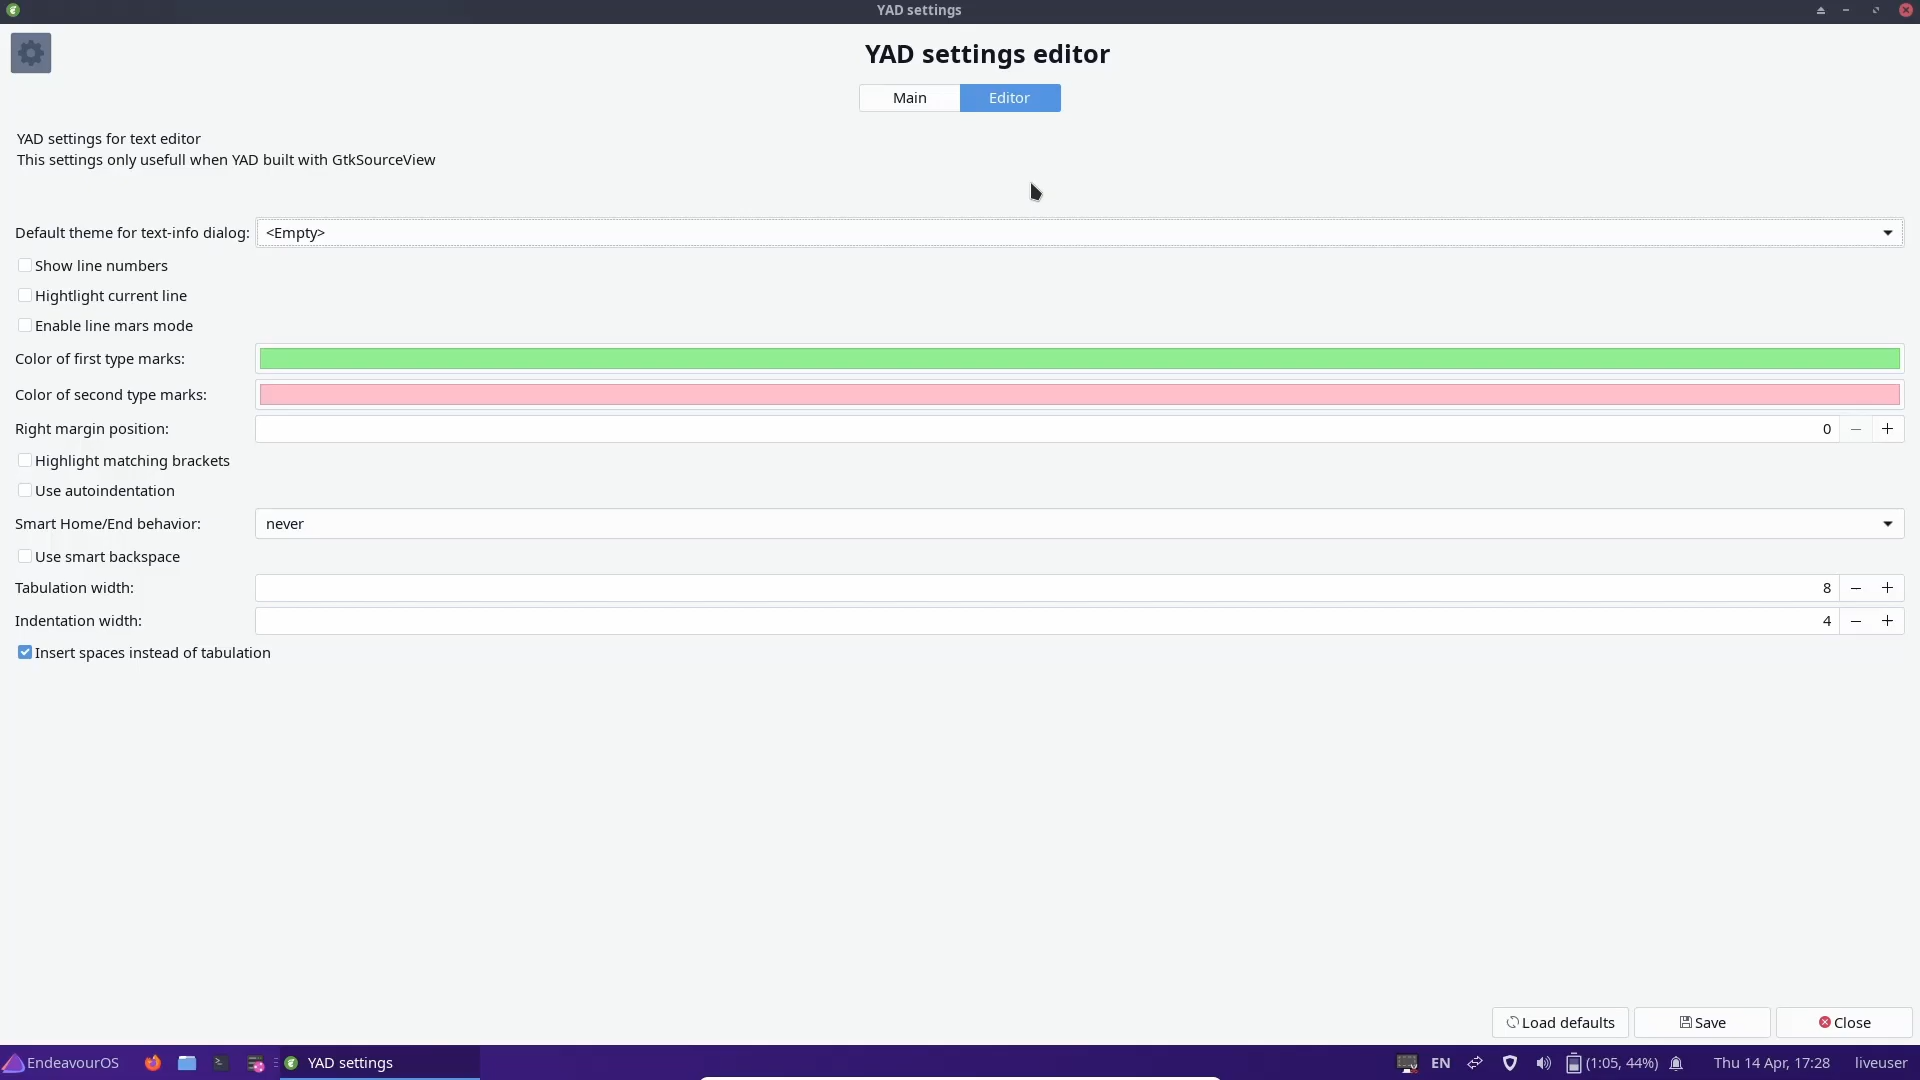 YAD settings
YAD settings editor
Main Editor
YAD settings for text editor
This settings only usefull when YAD built with GtkSourceView
Default theme for text-info dialog: <Empty>
Show line numbers
Hightlight current line
Enable line mars mode
Color of first type marks:
Color of second type marks:
Right margin position: 0
Highlight matching brackets
Use autoindentation
Smart Home/End behavior: never
Use smart backspace
Tabulation width: 8
Indentation width: 4
Insert spaces instead of tabulation
Load defaults Save Close
EndeavourOS YAD settings EN (1:05, 44%) Thu 14 Apr, 17:28 liveuser